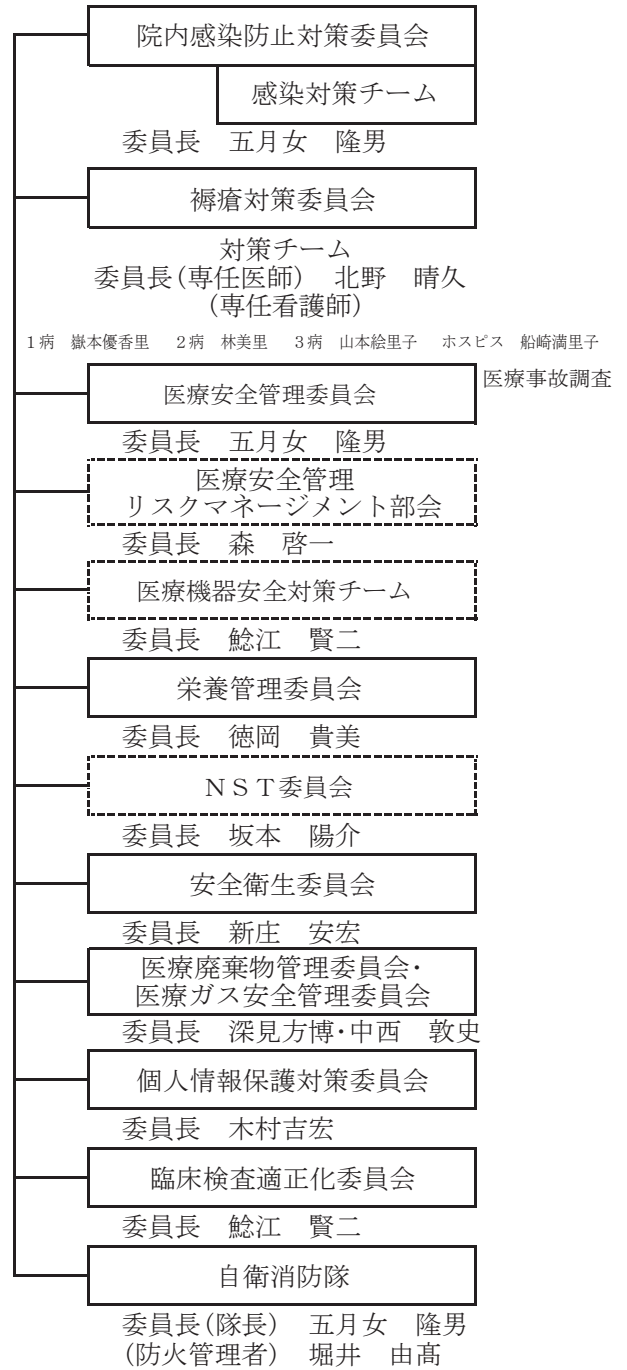 院内感染防止対策委員会
感染対策チーム
委員長　五月女　隆男
褥瘡対策委員会
対策チーム
委員長(専任医師)　北野　晴久
(専任看護師)
1病　嶽本優香里　2病　林美里　3病　山本絵里子　ホスピス　船崎満里子
医療安全管理委員会　医療事故調査
委員長　五月女　隆男
医療安全管理
リスクマネージメント部会
委員長　森　啓一
医療機器安全対策チーム
委員長　鯰江　賢二
栄養管理委員会
委員長　徳岡　貴美
ＮＳＴ委員会
委員長　坂本　陽介
安全衛生委員会
委員長　新庄　安宏
医療廃棄物管理委員会・
医療ガス安全管理委員会
委員長　深見方博・中西　敦史
個人情報保護対策委員会
委員長　木村吉宏
臨床検査適正化委員会
委員長　鯰江　賢二
自衛消防隊
委員長(隊長)　五月女　隆男
(防火管理者)　堀井　由髙